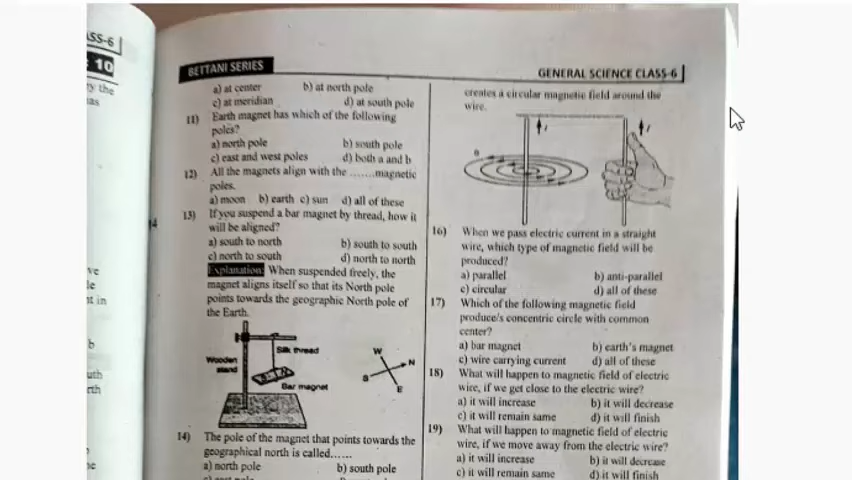 ASS-6
: 10
ry the
as
14
ve
le
nt in
b
uth
rth
BETTANI SERIES
GENERAL SCIENCE CLASS-6
a) at center b) at north pole
c) at meridian d) at south pole
11) Earth magnet has which of the following
poles?
a) north pole b) south pole
c) east and west poles d) both a and b
12) All the magnets align with the .......magnetic
poles.
a) moon b) earth c) sun d) all of these
13) If you suspend a bar magnet by thread, how it
will be aligned?
a) south to north b) south to south
c) north to south d) north to north
Explanation: When suspended freely, the
magnet aligns itself so that its North pole
points towards the geographic North pole of
the Earth.
Silk thread
Wooden
stand
Bar magnet
W
N
S
E
14) The pole of the magnet that points towards the
geographical north is called......
a) north pole b) south pole
creates a circular magnetic field around the
wire.
I
I
B
16) When we pass electric current in a straight
wire, which type of magnetic field will be
produced?
a) parallel b) anti-parallel
c) circular d) all of these
17) Which of the following magnetic field
produce/s concentric circle with common
center?
a) bar magnet b) earth's magnet
c) wire carrying current d) all of these
18) What will happen to magnetic field of electric
wire, if we get close to the electric wire?
a) it will increase b) it will decrease
c) it will remain same d) it will finish
19) What will happen to magnetic field of electric
wire, if we move away from the electric wire?
a) it will increase b) it will decrease
c) it will remain same d) it will finish